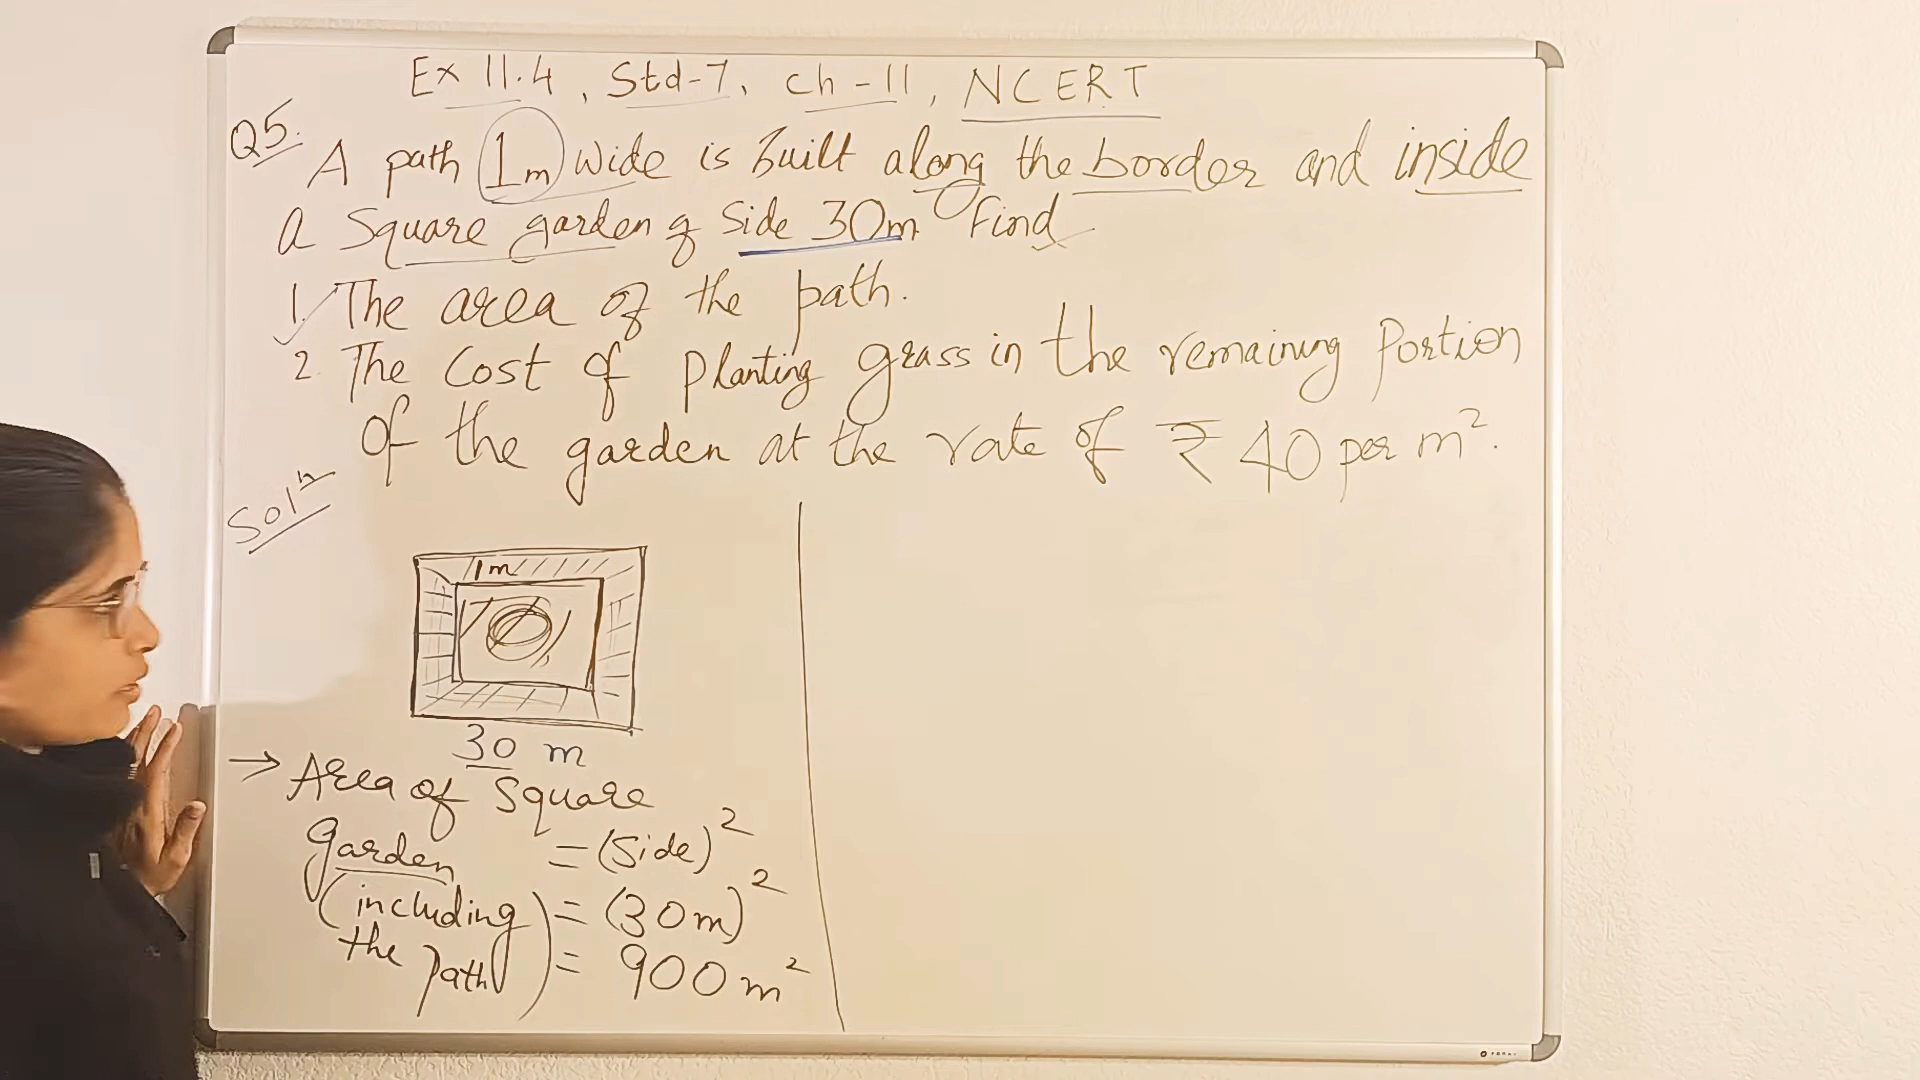 Ex 11.4, Std-7, Ch-11, NCERT
Q5. A path 1m wide is built along the border and inside
a Square garden of Side 30m Find
1. The area of the path.
2. The Cost of Planting grass in the remaining Portion
Of the garden at the rate of ₹ 40 per m².
Solⁿ
1m
30 m
→ Area of Square
garden = (Side)²
(including = (30m)²
the path) = 900 m²